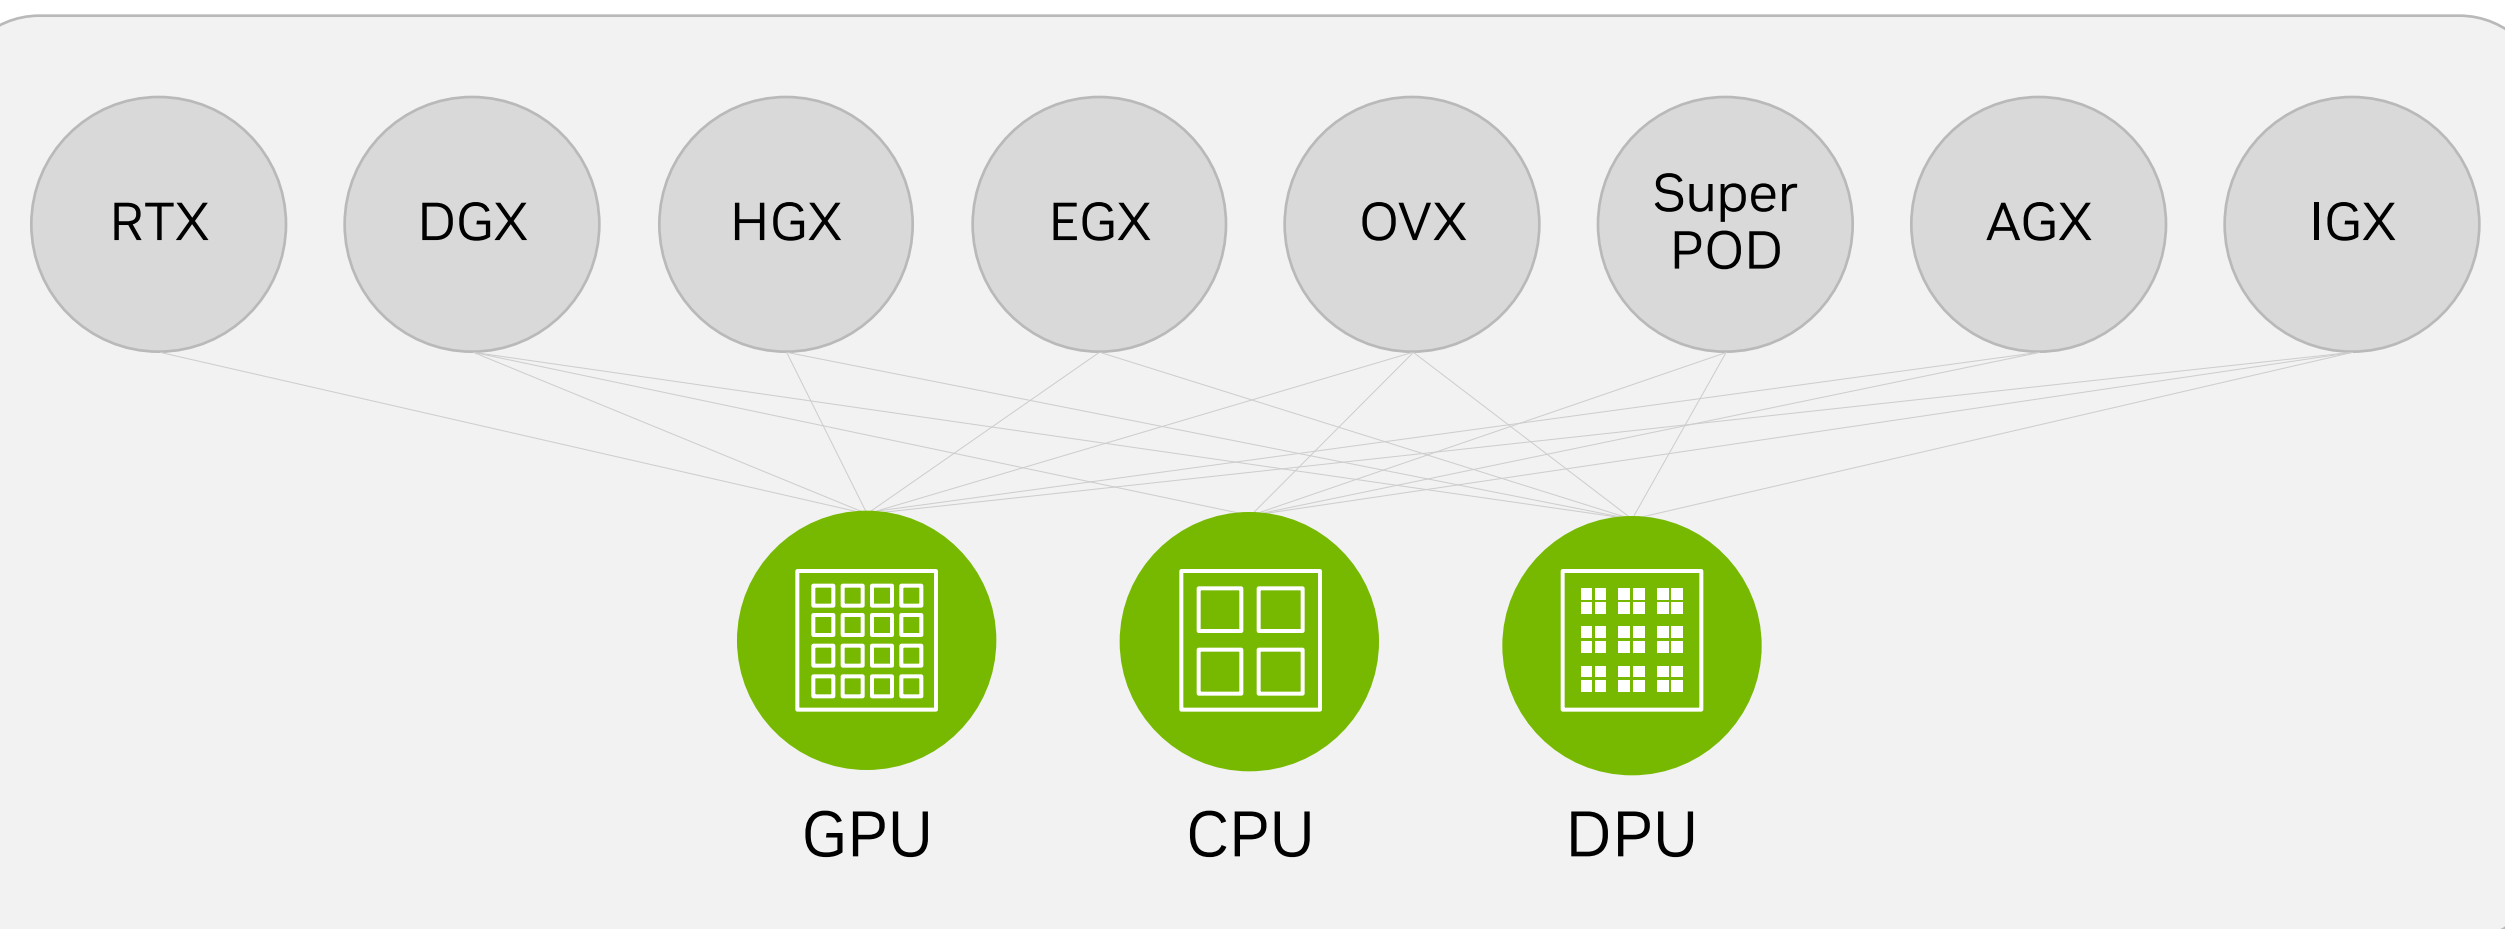 RTX
DGX
HGX
EGX
OVX
Super
POD
AGX
IGX
GPU
CPU
DPU